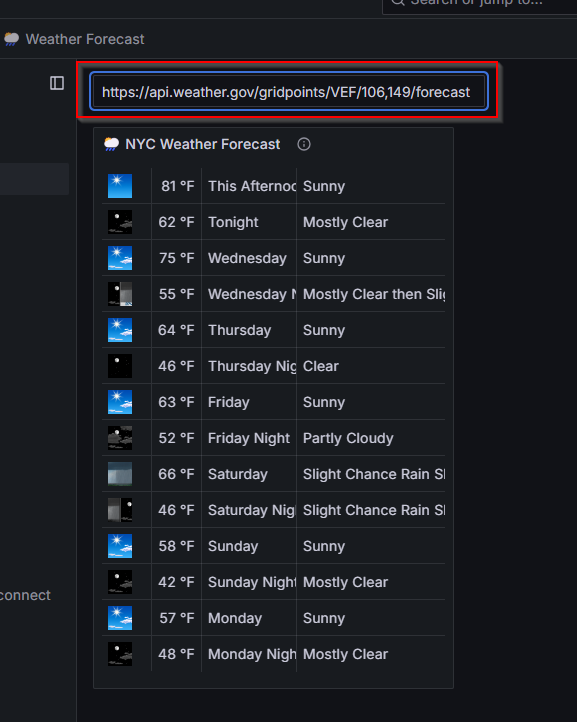 Search or jump to...
Weather Forecast
https://api.weather.gov/gridpoints/VEF/106,149/forecast
NYC Weather Forecast
81 °F This Afternoo Sunny
62 °F Tonight Mostly Clear
75 °F Wednesday Sunny
55 °F Wednesday N Mostly Clear then Slig
64 °F Thursday Sunny
46 °F Thursday Nig Clear
63 °F Friday Sunny
52 °F Friday Night Partly Cloudy
66 °F Saturday Slight Chance Rain S
46 °F Saturday Nig Slight Chance Rain S
58 °F Sunday Sunny
connect
42 °F Sunday Night Mostly Clear
57 °F Monday Sunny
48 °F Monday Nigh Mostly Clear